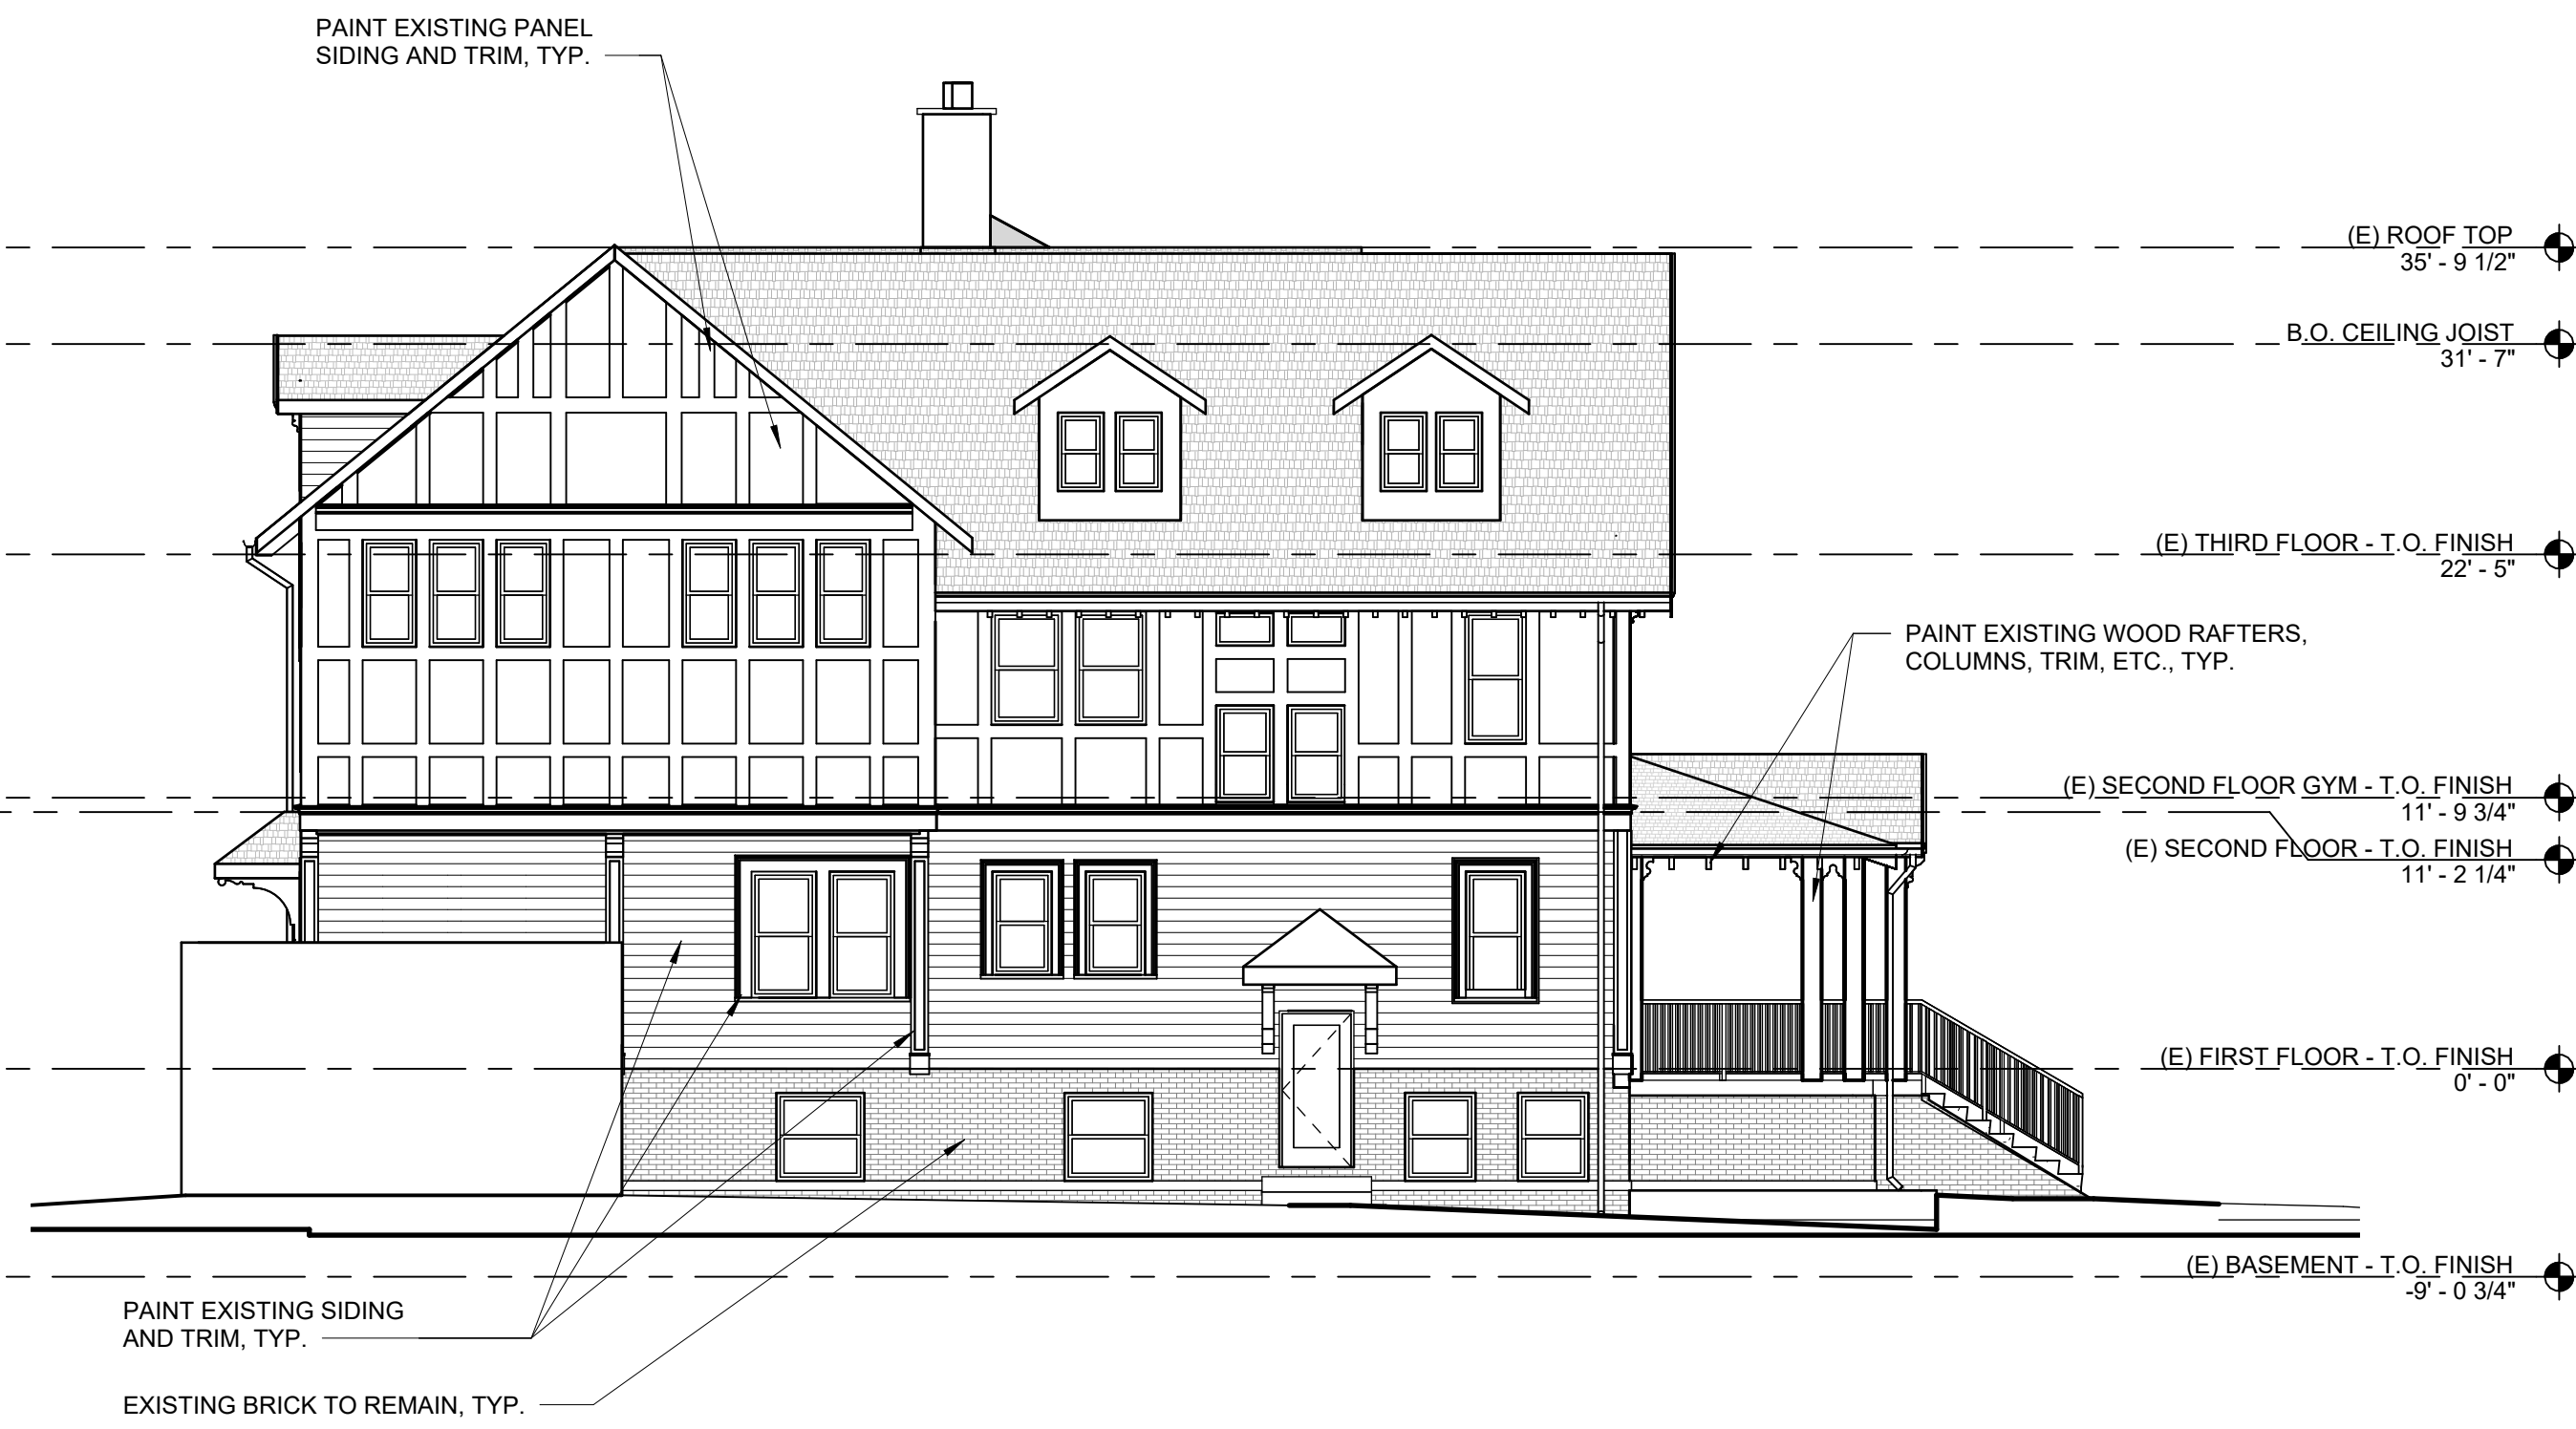 PAINT EXISTING PANEL
SIDING AND TRIM, TYP.
(E) ROOF TOP
35' - 9 1/2"
B.O. CEILING JOIST
31' - 7"
(E) THIRD FLOOR - T.O. FINISH
22' - 5"
PAINT EXISTING WOOD RAFTERS,
COLUMNS, TRIM, ETC., TYP.
(E) SECOND FLOOR GYM - T.O. FINISH
11' - 9 3/4"
(E) SECOND FLOOR - T.O. FINISH
11' - 2 1/4"
(E) FIRST FLOOR - T.O. FINISH
0' - 0"
(E) BASEMENT - T.O. FINISH
-9' - 0 3/4"
PAINT EXISTING SIDING
AND TRIM, TYP.
EXISTING BRICK TO REMAIN, TYP.